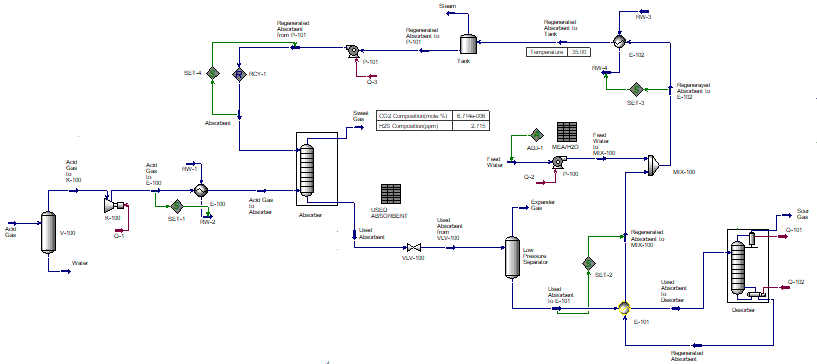 Steam
Regenerated
Absorbent
from P-101
Regenerated
Absorbent to
P-101
Regenerated
Absorbent to
Tank
RW-3
Temperature 35,00
E-102
P-101
Tank
SET-4
RCY-1
Q-3
RW-4
SET-3
Regenerayed
Absorbent to
E-102
Absorbent
Sweet
Gas
CO2 Composition(mole %) 6,714e-006
H2S Composition(ppm) 2,715
ADJ-1
MEA/H2O
Feed
Water
to
MIX-100
Feed
Water
P-100
Q-2
MIX-100
Acid
Gas
to
K-100
Acid
Gas
to
E-100
RW-1
E-100
Acid Gas
to
Absorber
Absorber
K-100
SET-1
RW-2
Acid
Gas
V-100
Q-1
Water
USED
ABSORBENT
Used
Absorbent
VLV-100
Used
Absorbent
from
VLV-100
Expander
Gas
Low
Pressure
Separator
Regenerated
Absorbent to
MIX-100
SET-2
Used
Absorbent
to E-101
E-101
Used
Absorbent
to
Desorber
Sour
Gas
Q-101
Q-102
Desorber
Regenerated
Absorbent